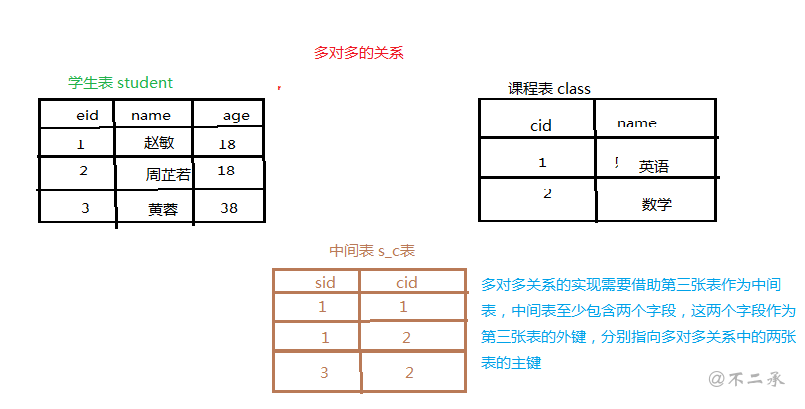 多对多的关系
学生表 student
课程表 class
eid name age
1 赵敏 18
2 周芷若 18
3 黄蓉 38
cid name
1 英语
2 数学
中间表 s_c表
sid cid
1 1
1 2
3 2
多对多关系的实现需要借助第三张表作为中间
表，中间表至少包含两个字段，这两个字段作为
第三张表的外键，分别指向多对多关系中的两张
表的主键
@不二承